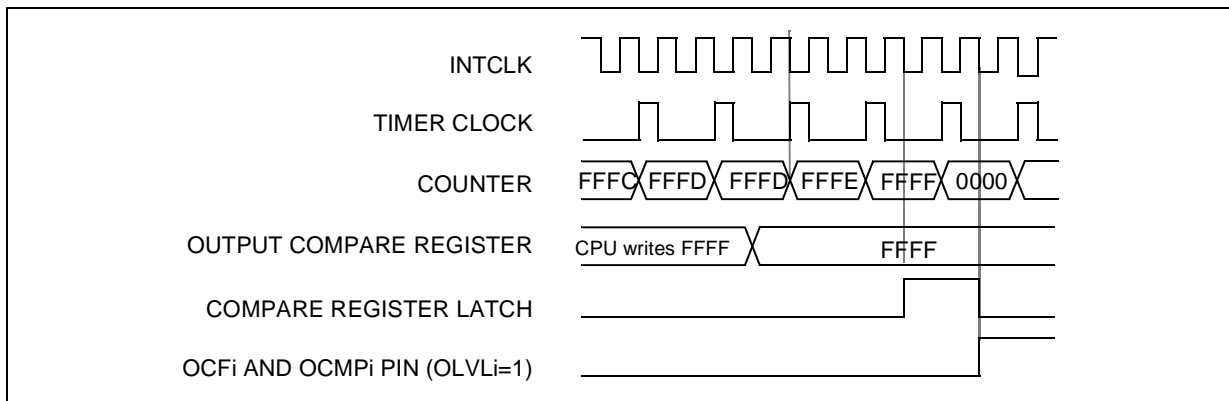 INTCLK
TIMER CLOCK
COUNTER FFFC FFFD FFFD FFFE FFFF 0000
OUTPUT COMPARE REGISTER CPU writes FFFF FFFF
COMPARE REGISTER LATCH
OCFi AND OCMPi PIN (OLVLi=1)